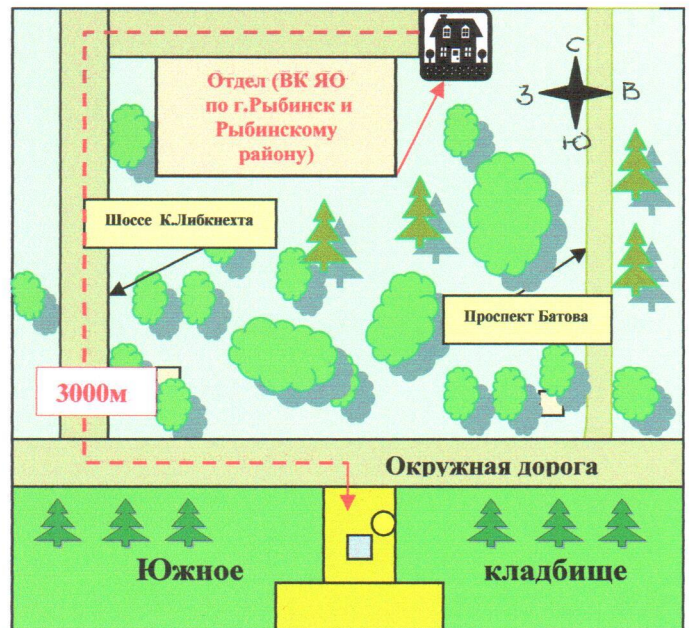 Отдел (ВК ЯО
по г.Рыбинск и
Рыбинскому
району)
С
З
В
Ю
Шоссе К.Либкнехта
Проспект Батова
3000м
Окружная дорога
Южное кладбище